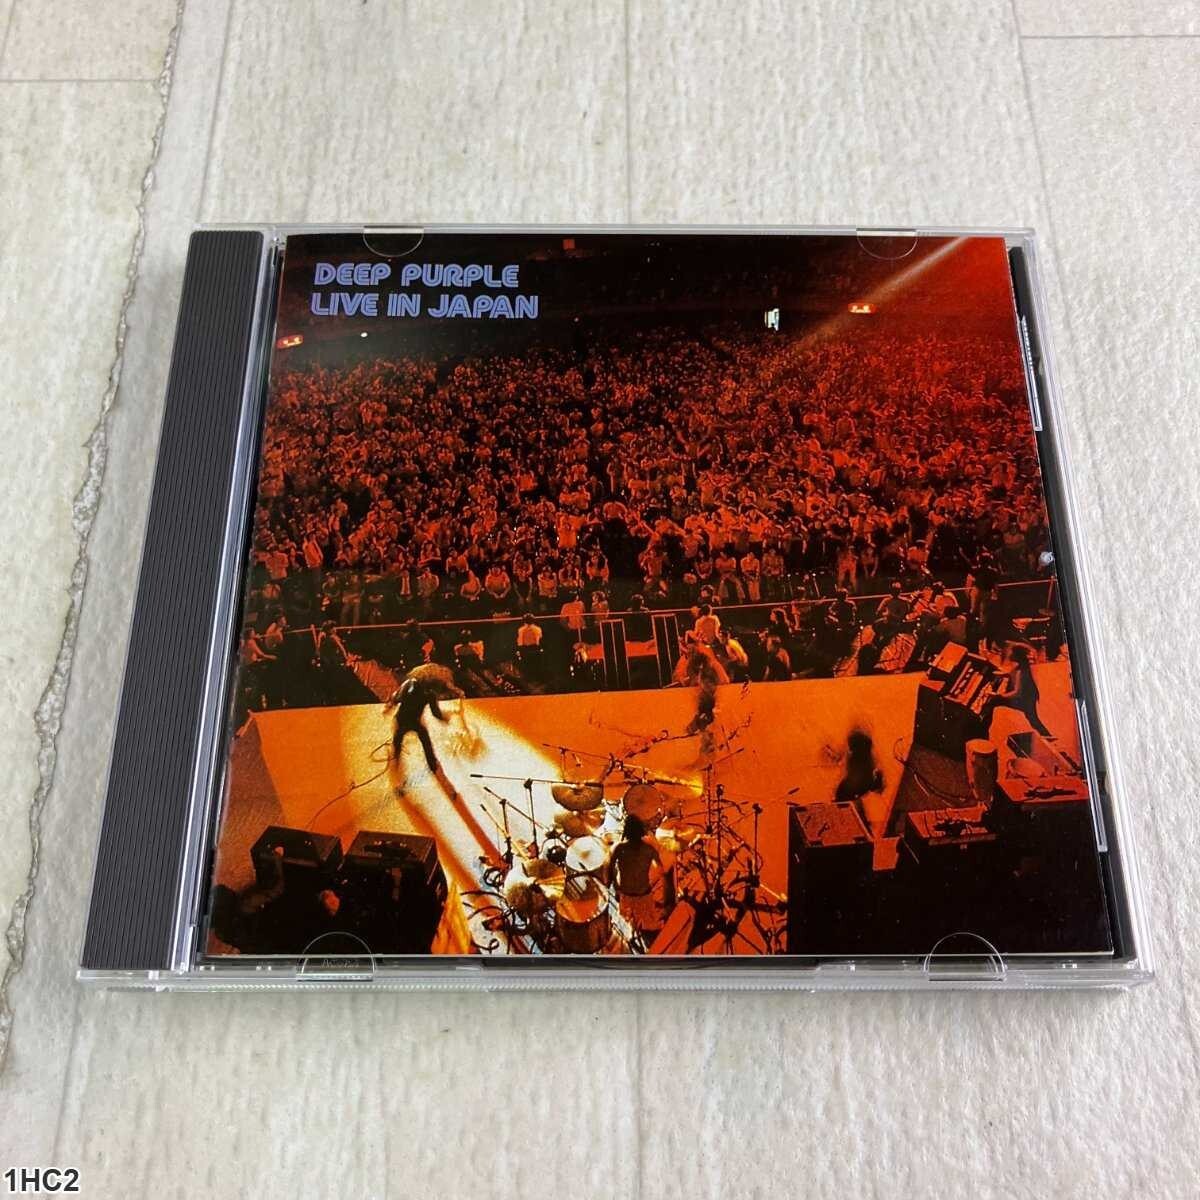 DEEP PURPLE
LIVE IN JAPAN
1HC2